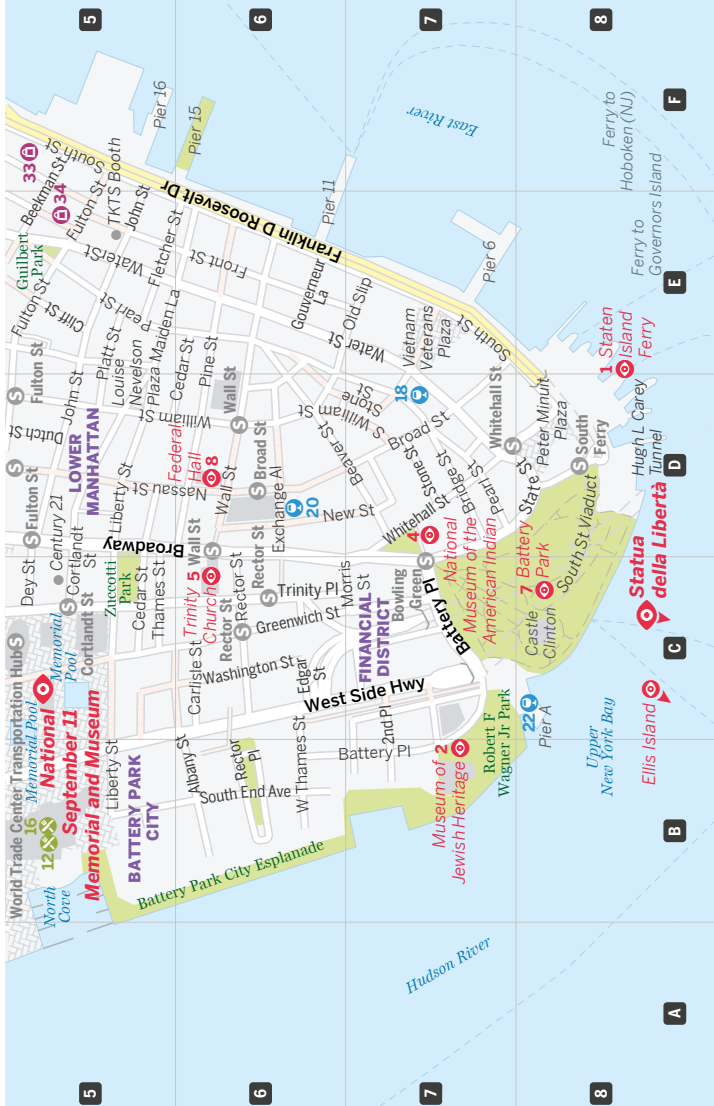 5
6
7
8
5
6
7
8
A
B
C
D
E
F
World Trade Center Transportation Hub
12
16
Memorial Pool
National
September 11
Memorial and Museum
Memorial
Pool
North
Cove
Liberty St
BATTERY PARK
CITY
Battery Park City Esplanade
Albany St
Rector
Pl
South End Ave
W Thames St
West Side Hwy
Carlisle St
Washington St
Edgar
St
2nd Pl
Battery Pl
2
Museum of
Jewish Heritage
Robert F
Wagner Jr Park
22
Pier A
Hudson River
Upper
New York Bay
Ellis Island
Statua
della Libertà
Dey St
Century 21
Cortlandt
St
Cortlandt St
Zuccotti
Park
Liberty St
Cedar St
Thames St
Trinity
Church
5
Wall St
Rector St
Rector St
Rector St
Greenwich St
Trinity Pl
Morris
St
FINANCIAL
DISTRICT
Bowling
Green
Battery Pl
Broadway
Fulton St
Fulton St
Dutch St
John St
LOWER
MANHATTAN
Nassau St
Federal
Hall
8
Wall St
Wall St
Broad St
Exchange Al
20
New St
William St
Beaver St
S William St
Stone
St
18
Broad St
Stone St
Bridge St
Pearl St
Whitehall St
4
National
Museum of the
American Indian
Whitehall St
State St
Peter Minuit
Plaza
South
Ferry
7 Battery
Park
Castle
Clinton
South St Viaduct
Hugh L Carey
Tunnel
1 Staten
Island
Ferry
Guilbert
Park
Fulton St
Cliff St
Pearl St
Platt St
Louise
Nevelson
Plaza
Maiden La
Cedar St
Pine St
Beekman St
33
34
South St
Fulton St
TKTS Booth
John St
Water St
Fletcher St
Front St
Gouverneur
La
Old Slip
Water St
Vietnam
Veterans
Plaza
South St
Franklin D Roosevelt Dr
Pier 16
Pier 15
Pier 11
Pier 6
East River
Ferry to
Hoboken (NJ)
Ferry to
Governors Island